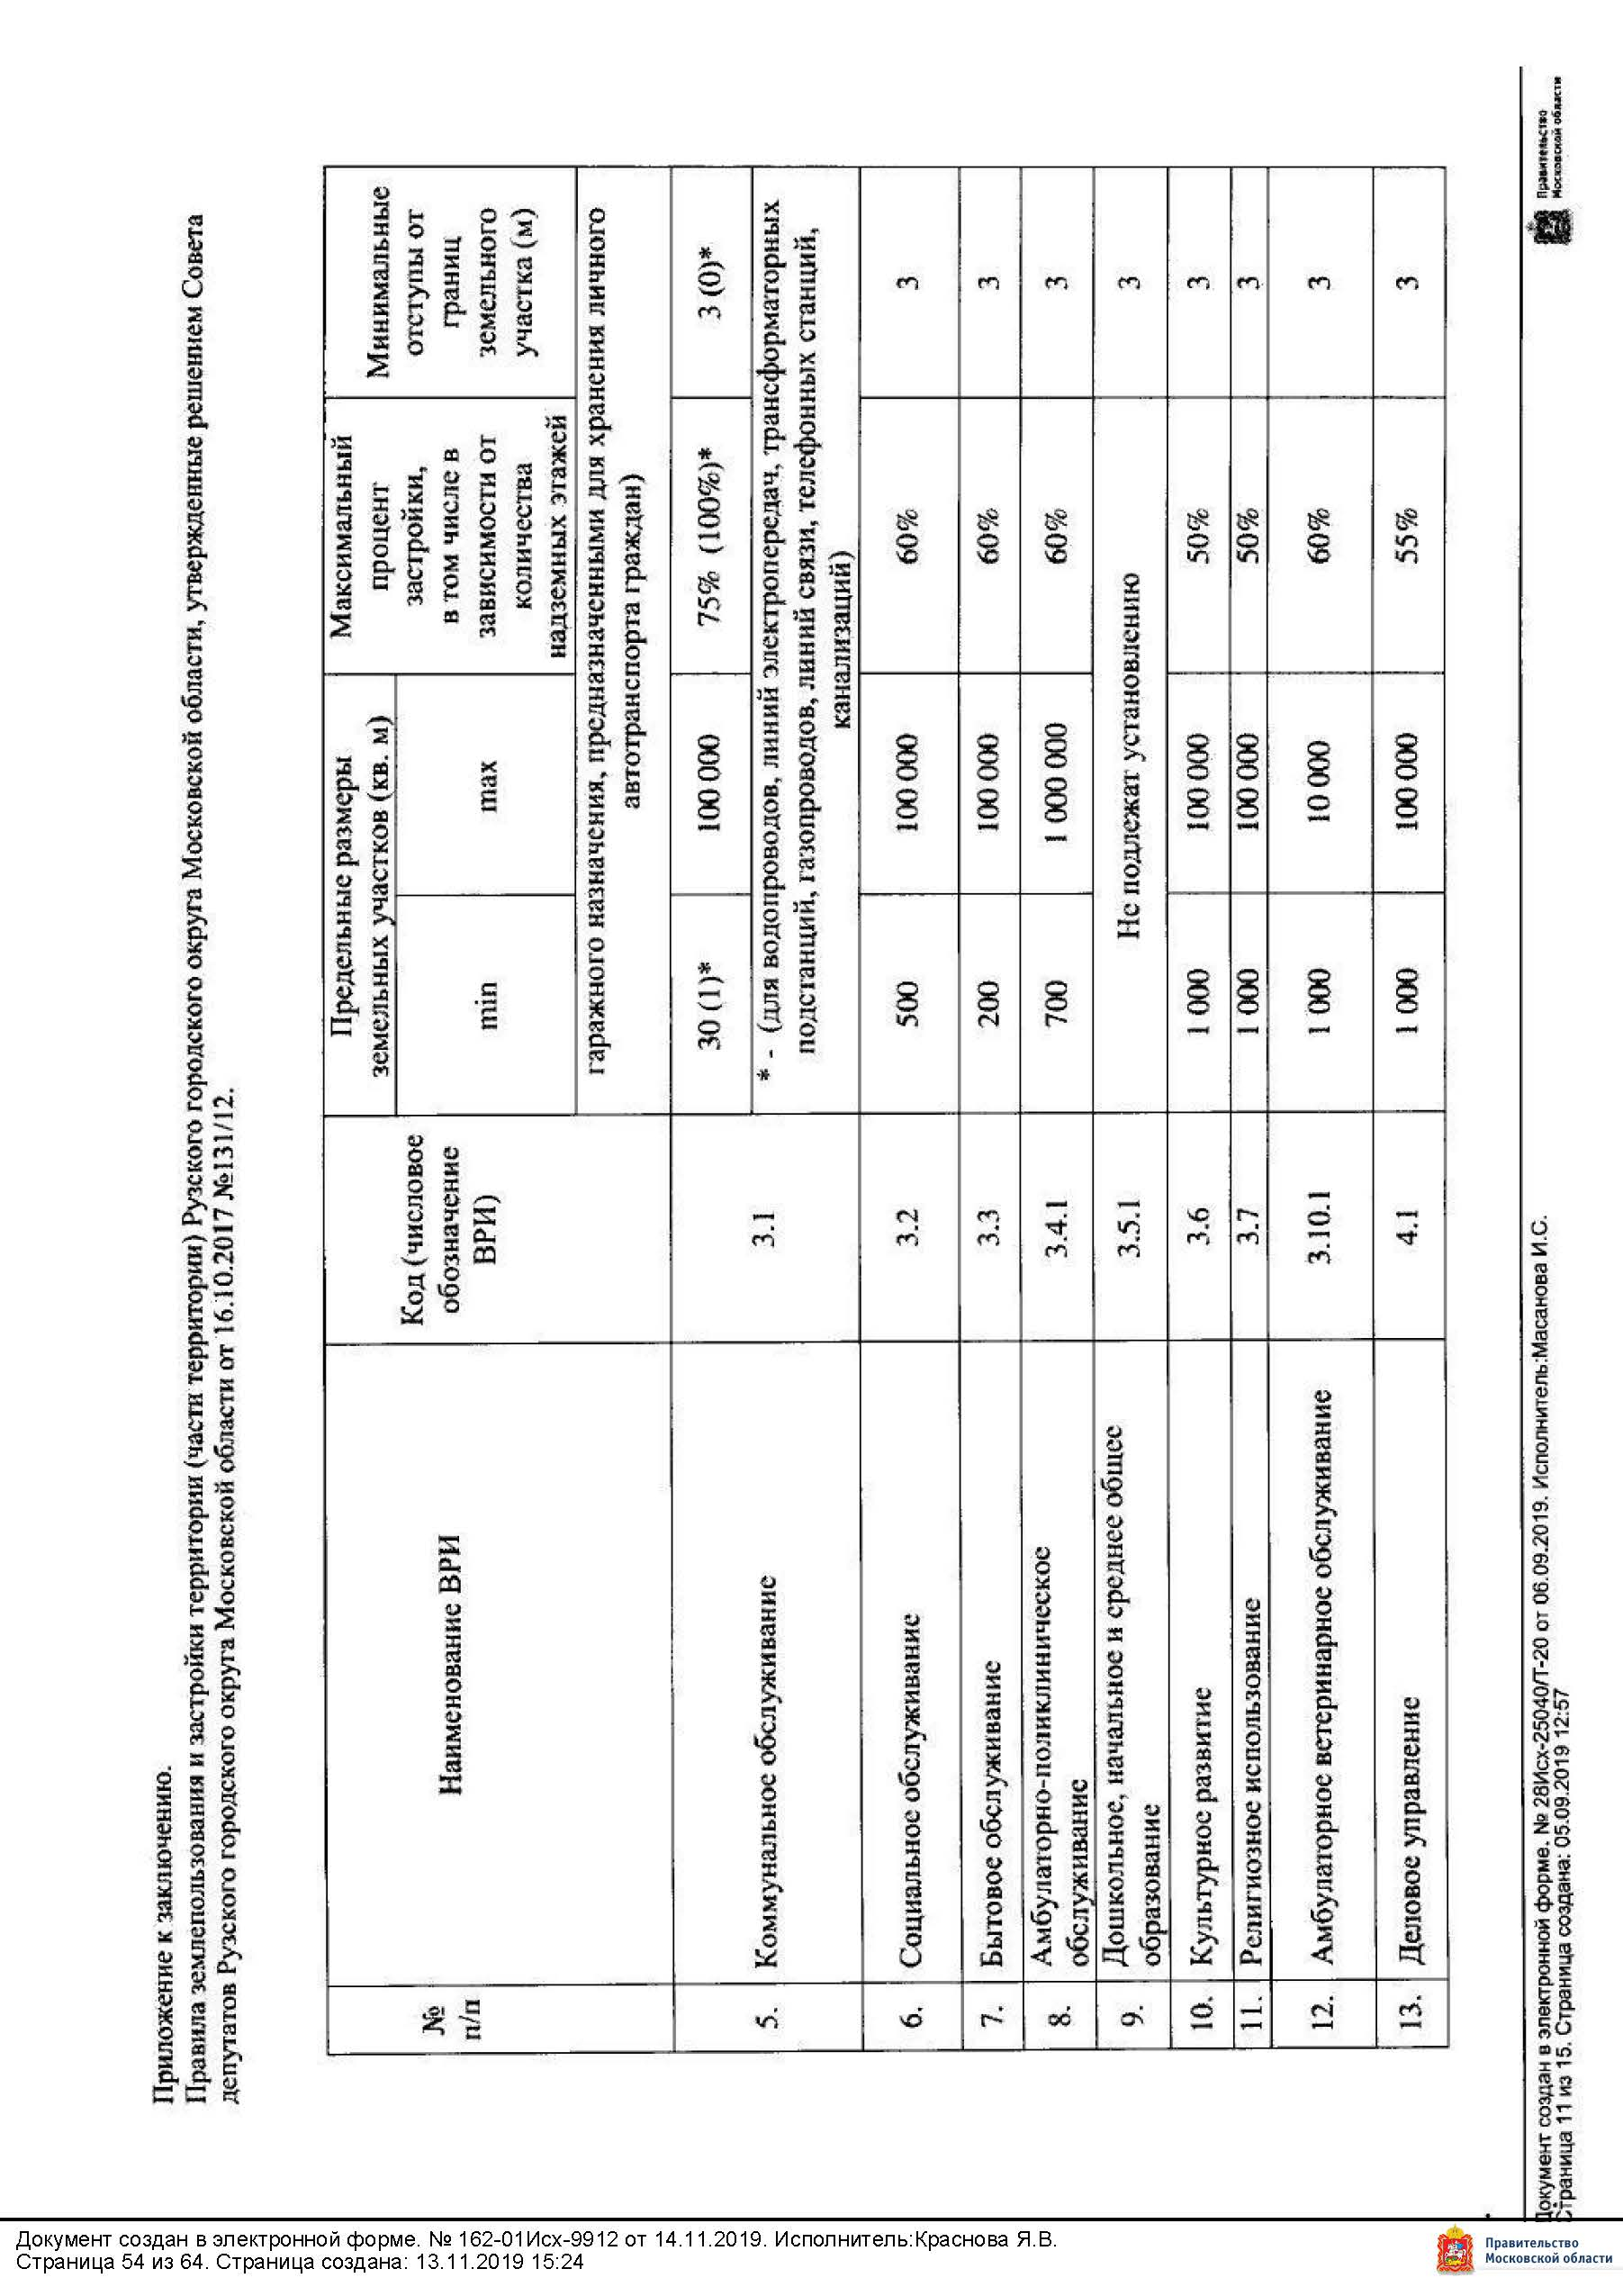 Приложение к заключению.
Правила землепользования и застройки территории (части территории) Рузского городского округа Московской области, утвержденные решением Совета
депутатов Рузского городского округа Московской области от 16.10.2017 №131/12.
№
п/п
Наименование ВРИ
Код (числовое
обозначение
ВРИ)
Предельные размеры
земельных участков (кв. м)
min
max
Максимальный
процент
застройки,
в том числе в
зависимости от
количества
надземных этажей
Минимальные
отступы от
границ
земельного
участка (м)
гаражного назначения, предназначенными для хранения личного
автотранспорта граждан)
5. Коммунальное обслуживание 3.1 30 (1)* 100 000 75% (100%)* 3 (0)*
* - (для водопроводов, линий электропередач, трансформаторных
подстанций, газопроводов, линий связи, телефонных станций,
канализаций)
6. Социальное обслуживание 3.2 500 100 000 60% 3
7. Бытовое обслуживание 3.3 200 100 000 60% 3
8. Амбулаторно-поликлиническое
обслуживание 3.4.1 700 1 000 000 60% 3
9. Дошкольное, начальное и среднее общее
образование 3.5.1 Не подлежат установлению 3
10. Культурное развитие 3.6 1 000 100 000 50% 3
11. Религиозное использование 3.7 1 000 100 000 50% 3
12. Амбулаторное ветеринарное обслуживание 3.10.1 1 000 10 000 60% 3
13. Деловое управление 4.1 1 000 100 000 55% 3
Документ создан в электронной форме. № 28Исх-25040/Т-20 от 06.09.2019. Исполнитель:Масанова И.С.
Страница 11 из 15. Страница создана: 05.09.2019 12:57
Правительство
Московской области
Документ создан в электронной форме. № 162-01Исх-9912 от 14.11.2019. Исполнитель:Краснова Я.В.
Страница 54 из 64. Страница создана: 13.11.2019 15:24
Правительство
Московской области